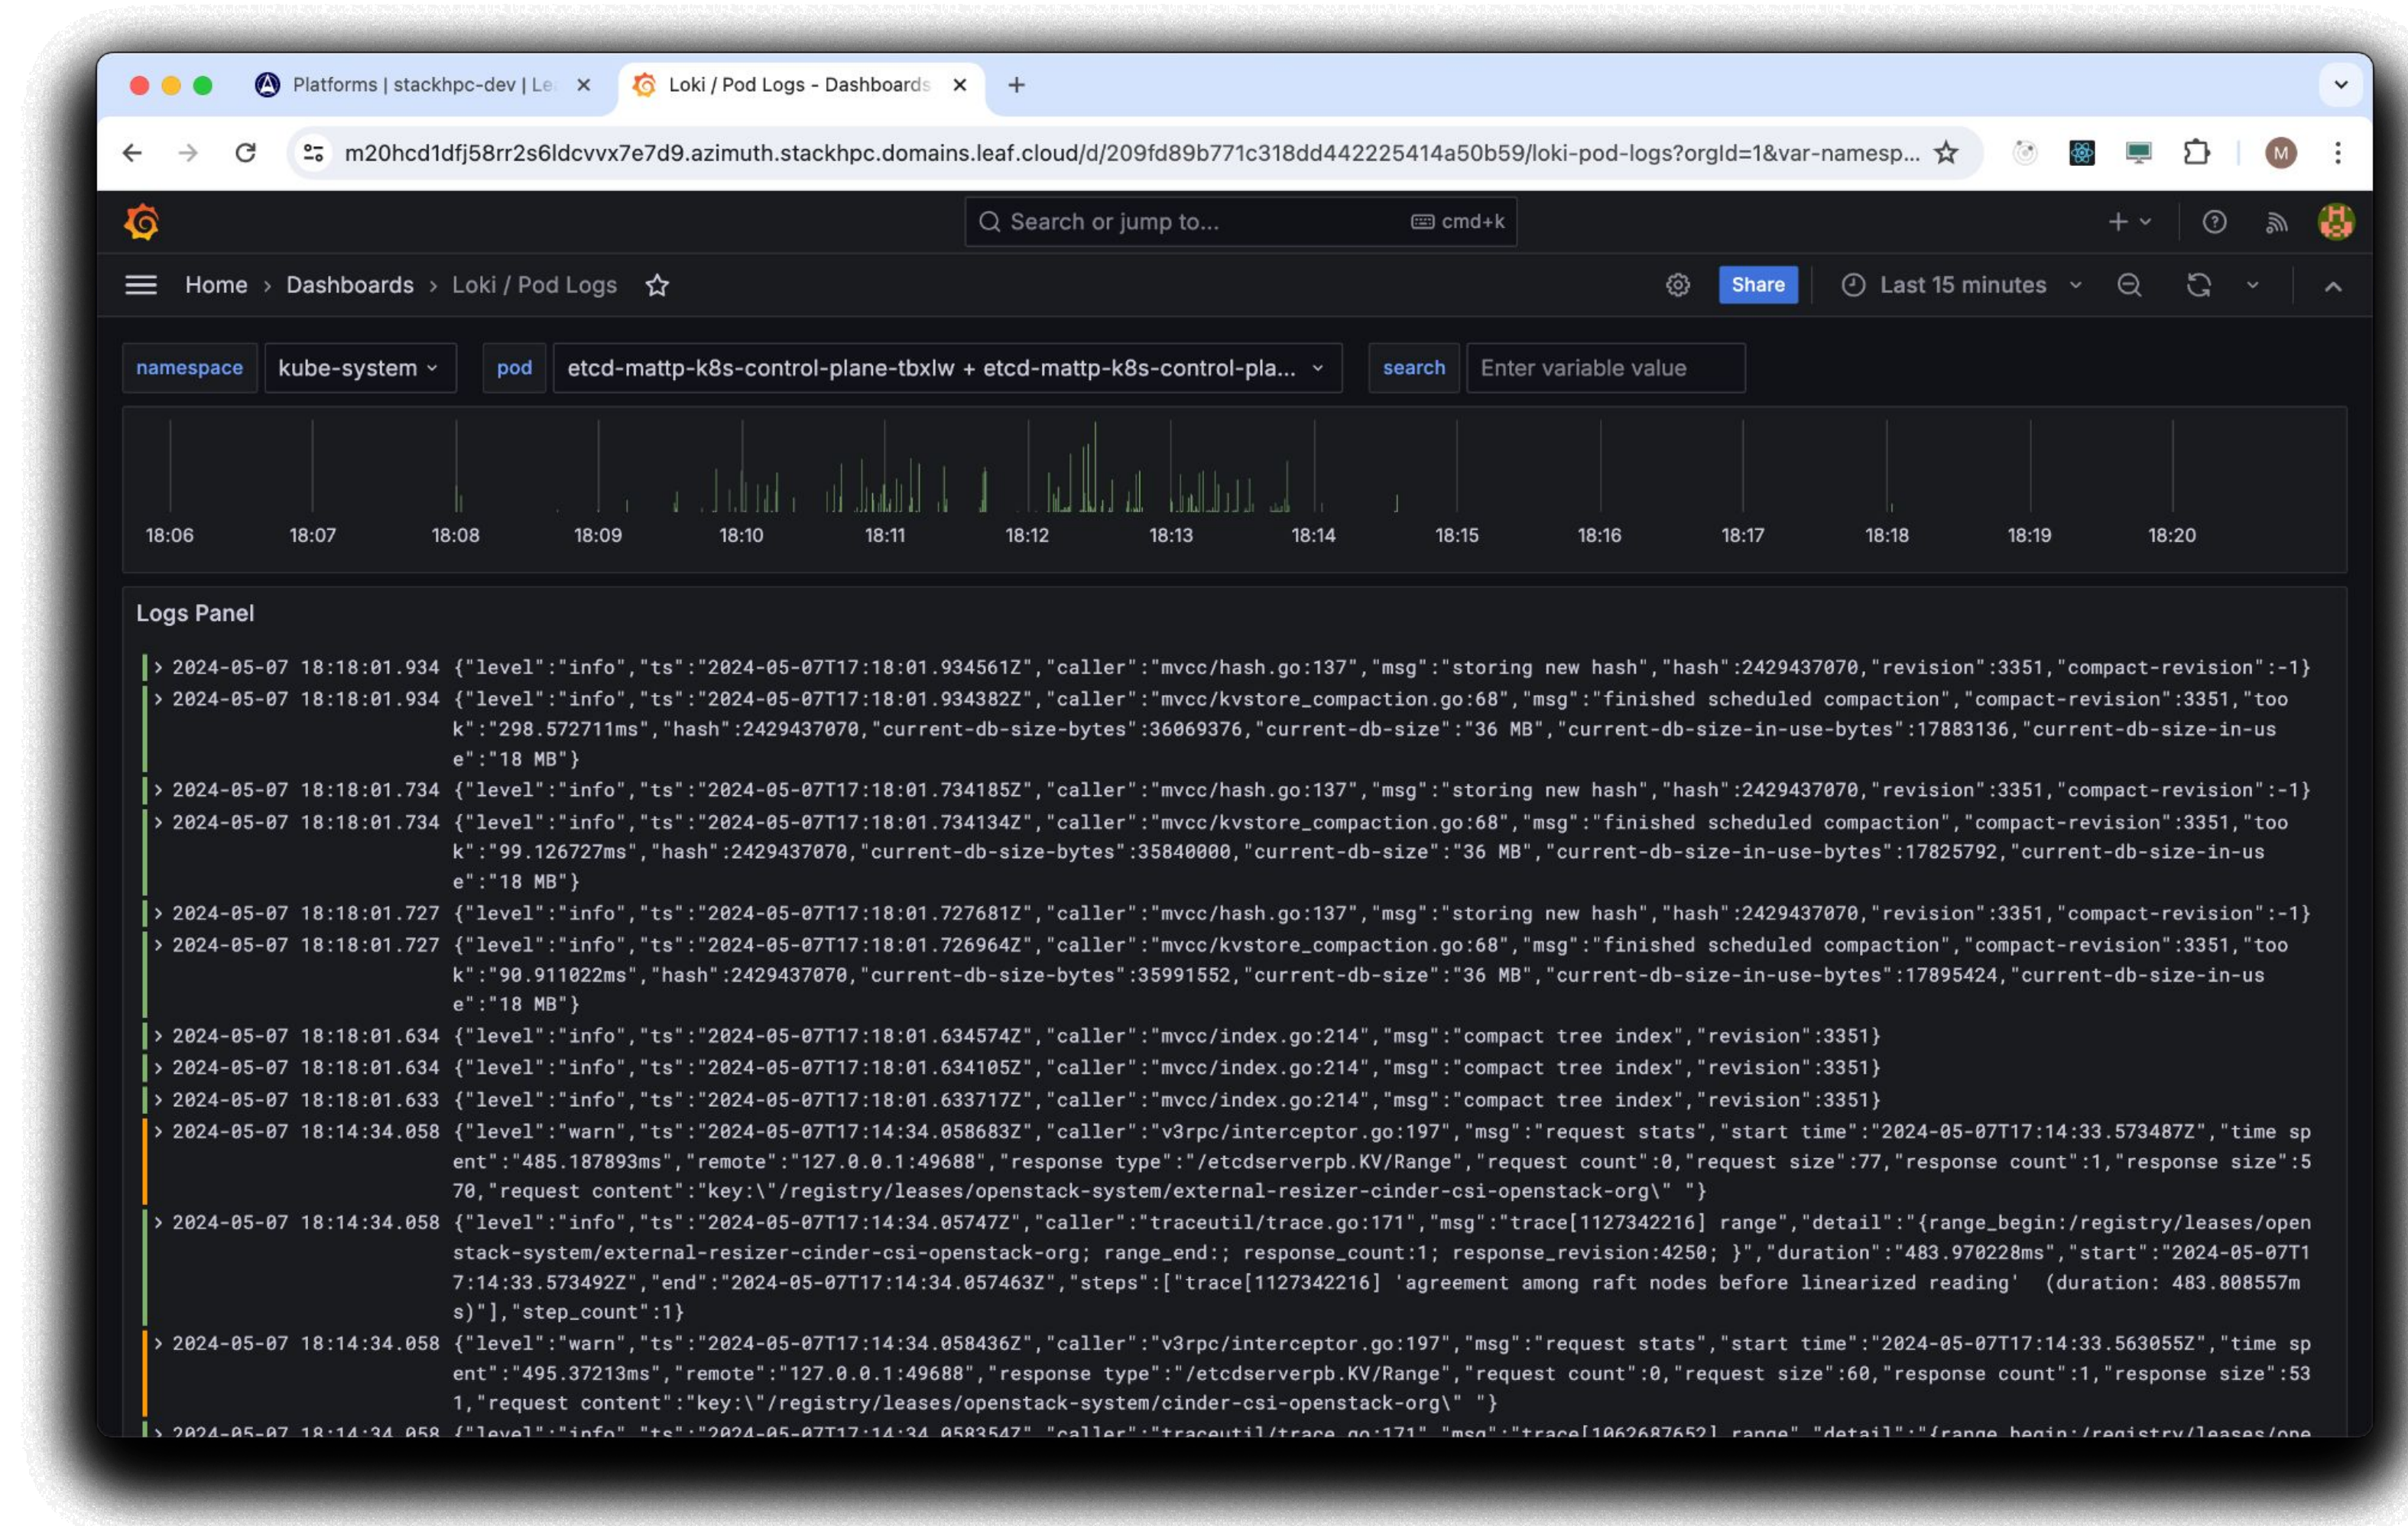 Platforms | stackhpc-dev | Le
Loki / Pod Logs - Dashboards
m20hcd1dfj58rr2s6ldcvvx7e7d9.azimuth.stackhpc.domains.leaf.cloud/d/209fd89b771c318dd442225414a50b59/loki-pod-logs?orgId=1&var-namesp...
M
Search or jump to...
cmd+k
Home › Dashboards › Loki / Pod Logs
Share
Last 15 minutes
namespace kube-system pod etcd-mattp-k8s-control-plane-tbxlw + etcd-mattp-k8s-control-pla... search Enter variable value
18:06 18:07 18:08 18:09 18:10 18:11 18:12 18:13 18:14 18:15 18:16 18:17 18:18 18:19 18:20
Logs Panel
> 2024-05-07 18:18:01.934 {"level":"info","ts":"2024-05-07T17:18:01.934561Z","caller":"mvcc/hash.go:137","msg":"storing new hash","hash":2429437070,"revision":3351,"compact-revision":-1}
> 2024-05-07 18:18:01.934 {"level":"info","ts":"2024-05-07T17:18:01.934382Z","caller":"mvcc/kvstore_compaction.go:68","msg":"finished scheduled compaction","compact-revision":3351,"too
k":"298.572711ms","hash":2429437070,"current-db-size-bytes":36069376,"current-db-size":"36 MB","current-db-size-in-use-bytes":17883136,"current-db-size-in-us
e":"18 MB"}
> 2024-05-07 18:18:01.734 {"level":"info","ts":"2024-05-07T17:18:01.734185Z","caller":"mvcc/hash.go:137","msg":"storing new hash","hash":2429437070,"revision":3351,"compact-revision":-1}
> 2024-05-07 18:18:01.734 {"level":"info","ts":"2024-05-07T17:18:01.734134Z","caller":"mvcc/kvstore_compaction.go:68","msg":"finished scheduled compaction","compact-revision":3351,"too
k":"99.126727ms","hash":2429437070,"current-db-size-bytes":35840000,"current-db-size":"36 MB","current-db-size-in-use-bytes":17825792,"current-db-size-in-us
e":"18 MB"}
> 2024-05-07 18:18:01.727 {"level":"info","ts":"2024-05-07T17:18:01.727681Z","caller":"mvcc/hash.go:137","msg":"storing new hash","hash":2429437070,"revision":3351,"compact-revision":-1}
> 2024-05-07 18:18:01.727 {"level":"info","ts":"2024-05-07T17:18:01.726964Z","caller":"mvcc/kvstore_compaction.go:68","msg":"finished scheduled compaction","compact-revision":3351,"too
k":"90.911022ms","hash":2429437070,"current-db-size-bytes":35991552,"current-db-size":"36 MB","current-db-size-in-use-bytes":17895424,"current-db-size-in-us
e":"18 MB"}
> 2024-05-07 18:18:01.634 {"level":"info","ts":"2024-05-07T17:18:01.634574Z","caller":"mvcc/index.go:214","msg":"compact tree index","revision":3351}
> 2024-05-07 18:18:01.634 {"level":"info","ts":"2024-05-07T17:18:01.634105Z","caller":"mvcc/index.go:214","msg":"compact tree index","revision":3351}
> 2024-05-07 18:18:01.633 {"level":"info","ts":"2024-05-07T17:18:01.633717Z","caller":"mvcc/index.go:214","msg":"compact tree index","revision":3351}
> 2024-05-07 18:14:34.058 {"level":"warn","ts":"2024-05-07T17:14:34.058683Z","caller":"v3rpc/interceptor.go:197","msg":"request stats","start time":"2024-05-07T17:14:33.573487Z","time sp
ent":"485.187893ms","remote":"127.0.0.1:49688","response type":"/etcdserverpb.KV/Range","request count":0,"request size":77,"response count":1,"response size":5
70,"request content":"key:\"/registry/leases/openstack-system/external-resizer-cinder-csi-openstack-org\" "}
> 2024-05-07 18:14:34.058 {"level":"info","ts":"2024-05-07T17:14:34.05747Z","caller":"traceutil/trace.go:171","msg":"trace[1127342216] range","detail":"{range_begin:/registry/leases/open
stack-system/external-resizer-cinder-csi-openstack-org; range_end:; response_count:1; response_revision:4250; }","duration":"483.970228ms","start":"2024-05-07T1
7:14:33.573492Z","end":"2024-05-07T17:14:34.057463Z","steps":["trace[1127342216] 'agreement among raft nodes before linearized reading'  (duration: 483.808557m
s)"],"step_count":1}
> 2024-05-07 18:14:34.058 {"level":"warn","ts":"2024-05-07T17:14:34.058436Z","caller":"v3rpc/interceptor.go:197","msg":"request stats","start time":"2024-05-07T17:14:33.563055Z","time sp
ent":"495.37213ms","remote":"127.0.0.1:49688","response type":"/etcdserverpb.KV/Range","request count":0,"request size":60,"response count":1,"response size":53
1,"request content":"key:\"/registry/leases/openstack-system/cinder-csi-openstack-org\" "}
> 2024-05-07 18:14:34.058 {"level":"info","ts":"2024-05-07T17:14:34.058354Z","caller":"traceutil/trace.go:171","msg":"trace[1062687652] range","detail":"{range_begin:/registry/leases/ope